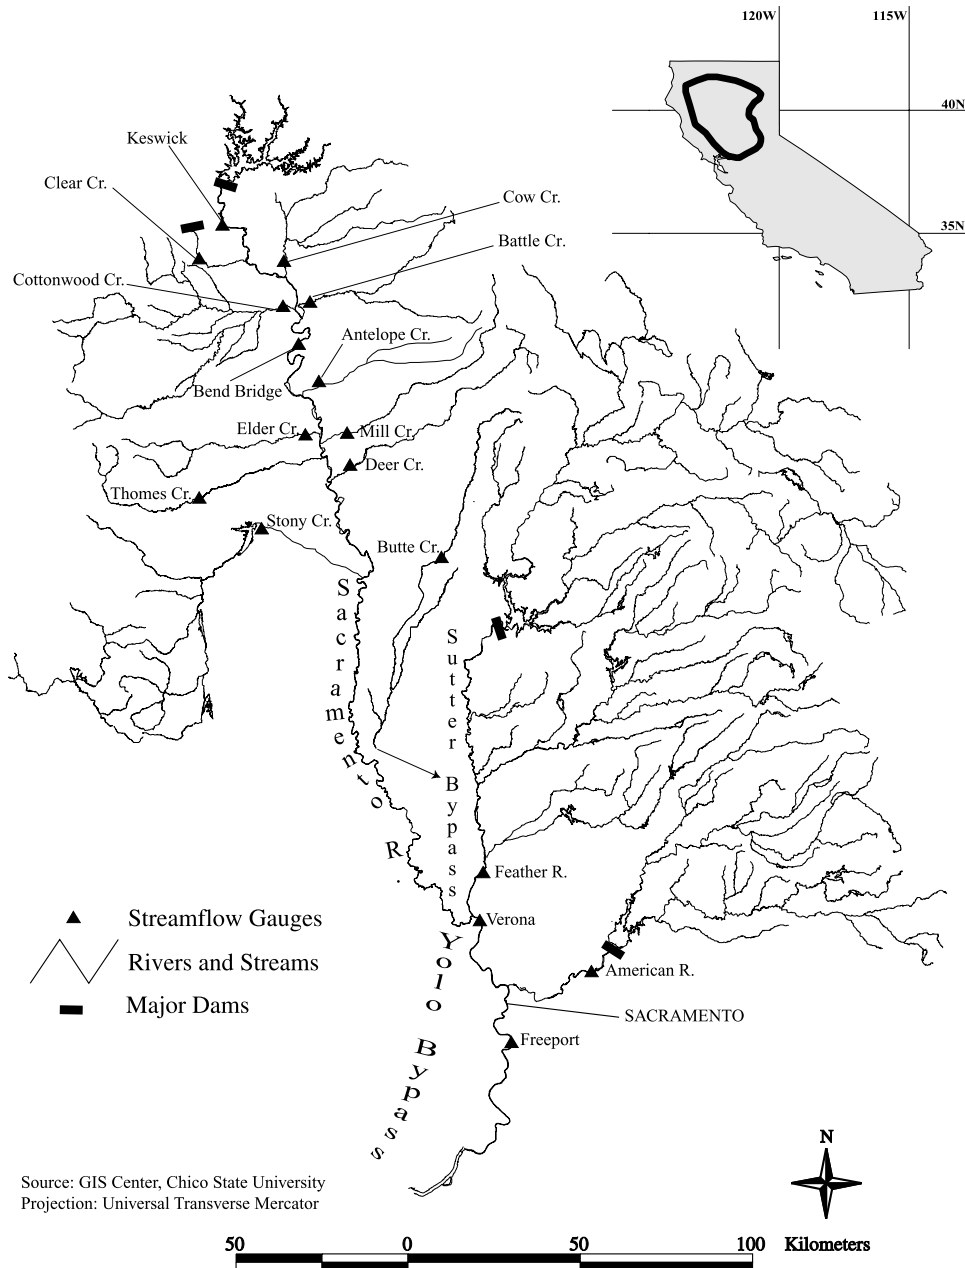 120W
115W
40N
35N
Keswick
Clear Cr.
Cow Cr.
Battle Cr.
Cottonwood Cr.
Antelope Cr.
Bend Bridge
Elder Cr.
Mill Cr.
Deer Cr.
Thomes Cr.
Stony Cr.
Butte Cr.
Sacramento R.
Sutter Bypass
Feather R.
Verona
Yolo Bypass
American R.
SACRAMENTO
Freeport
Streamflow Gauges
Rivers and Streams
Major Dams
N
Source: GIS Center, Chico State University
Projection: Universal Transverse Mercator
50 0 50 100 Kilometers